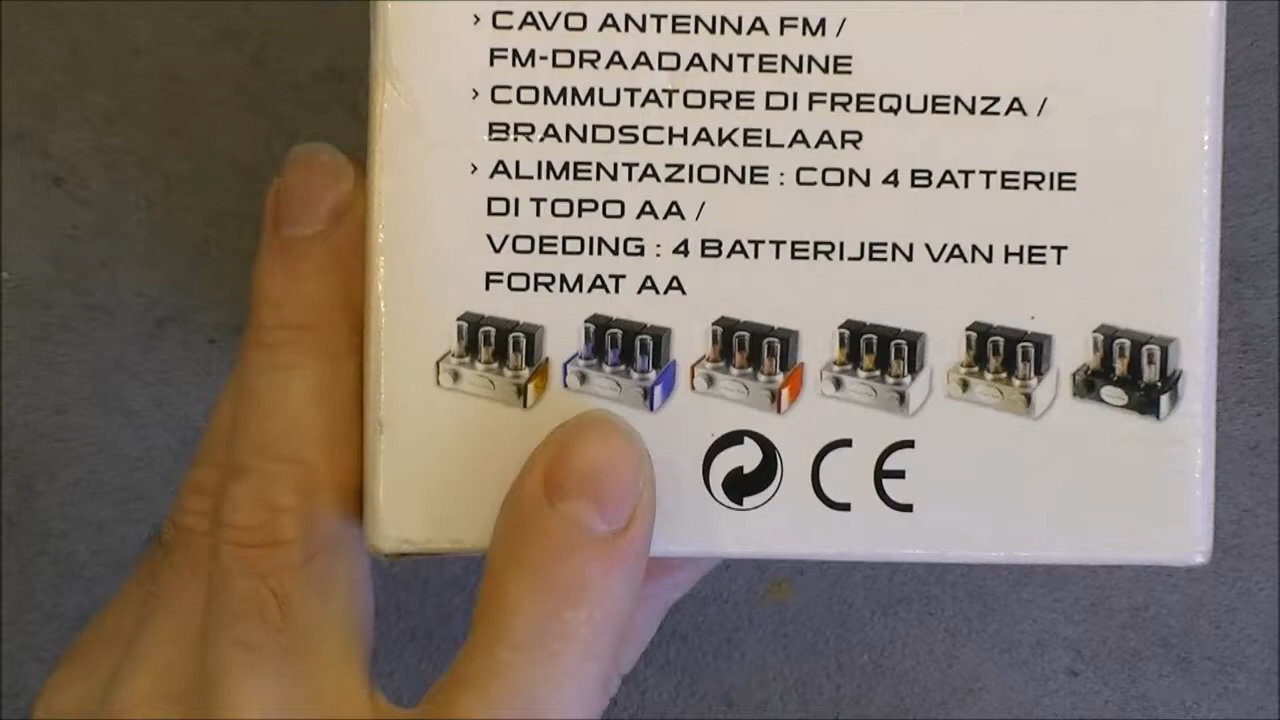 › CAVO ANTENNA FM /
FM-DRAADANTENNE
› COMMUTATORE DI FREQUENZA /
BRANDSCHAKELAAR
› ALIMENTAZIONE : CON 4 BATTERIE
DI TOPO AA /
VOEDING : 4 BATTERIJEN VAN HET
FORMAT AA
CE